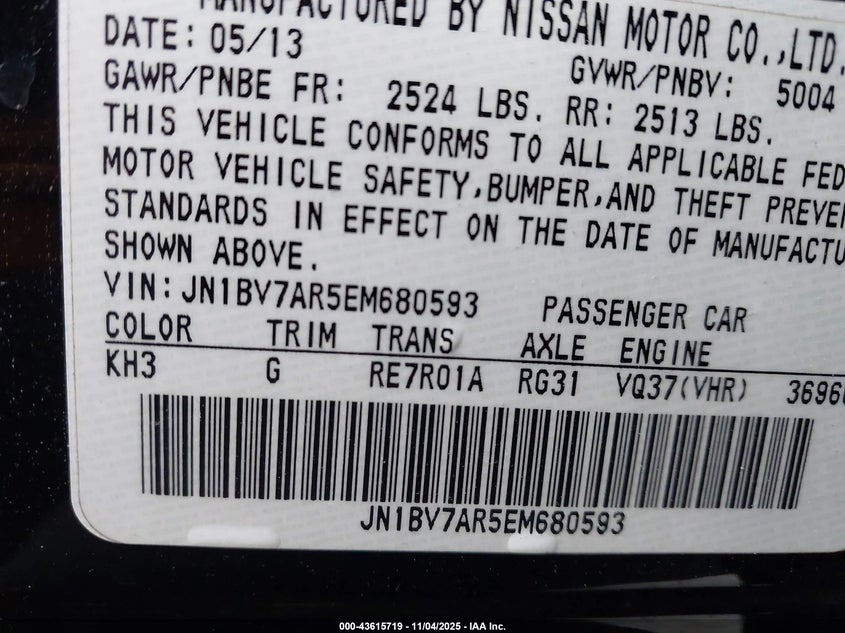 MANUFACTURED BY NISSAN MOTOR CO.,LTD.
DATE: 05/13 GVWR/PNBV: 5004
GAWR/PNBE FR: 2524 LBS. RR: 2513 LBS.
THIS VEHICLE CONFORMS TO ALL APPLICABLE FED
MOTOR VEHICLE SAFETY,BUMPER,AND THEFT PREVE
STANDARDS IN EFFECT ON THE DATE OF MANUFACTU
SHOWN ABOVE.
VIN:JN1BV7AR5EM680593 PASSENGER CAR
COLOR TRIM TRANS AXLE ENGINE
KH3 G RE7R01A RG31 VQ37(VHR) 3696
JN1BV7AR5EM680593
000-43615719 - 11/04/2025 - IAA Inc.